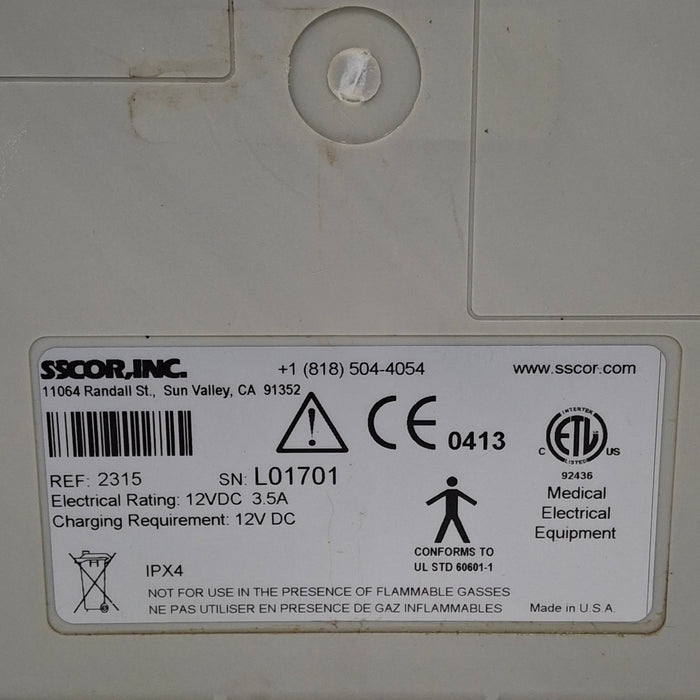 SSCOR, INC. +1 (818) 504-4054 www.sscor.com
11064 Randall St., Sun Valley, CA 91352
CE 0413
INTERTEK
C ETL US
LISTED
92436
REF: 2315 SN: L01701
Medical
Electrical
Equipment
Electrical Rating: 12VDC 3.5A
Charging Requirement: 12V DC
CONFORMS TO
UL STD 60601-1
IPX4
NOT FOR USE IN THE PRESENCE OF FLAMMABLE GASSES
NE PAS UTILISER EN PRESENCE DE GAZ INFLAMMABLES
Made in U.S.A.